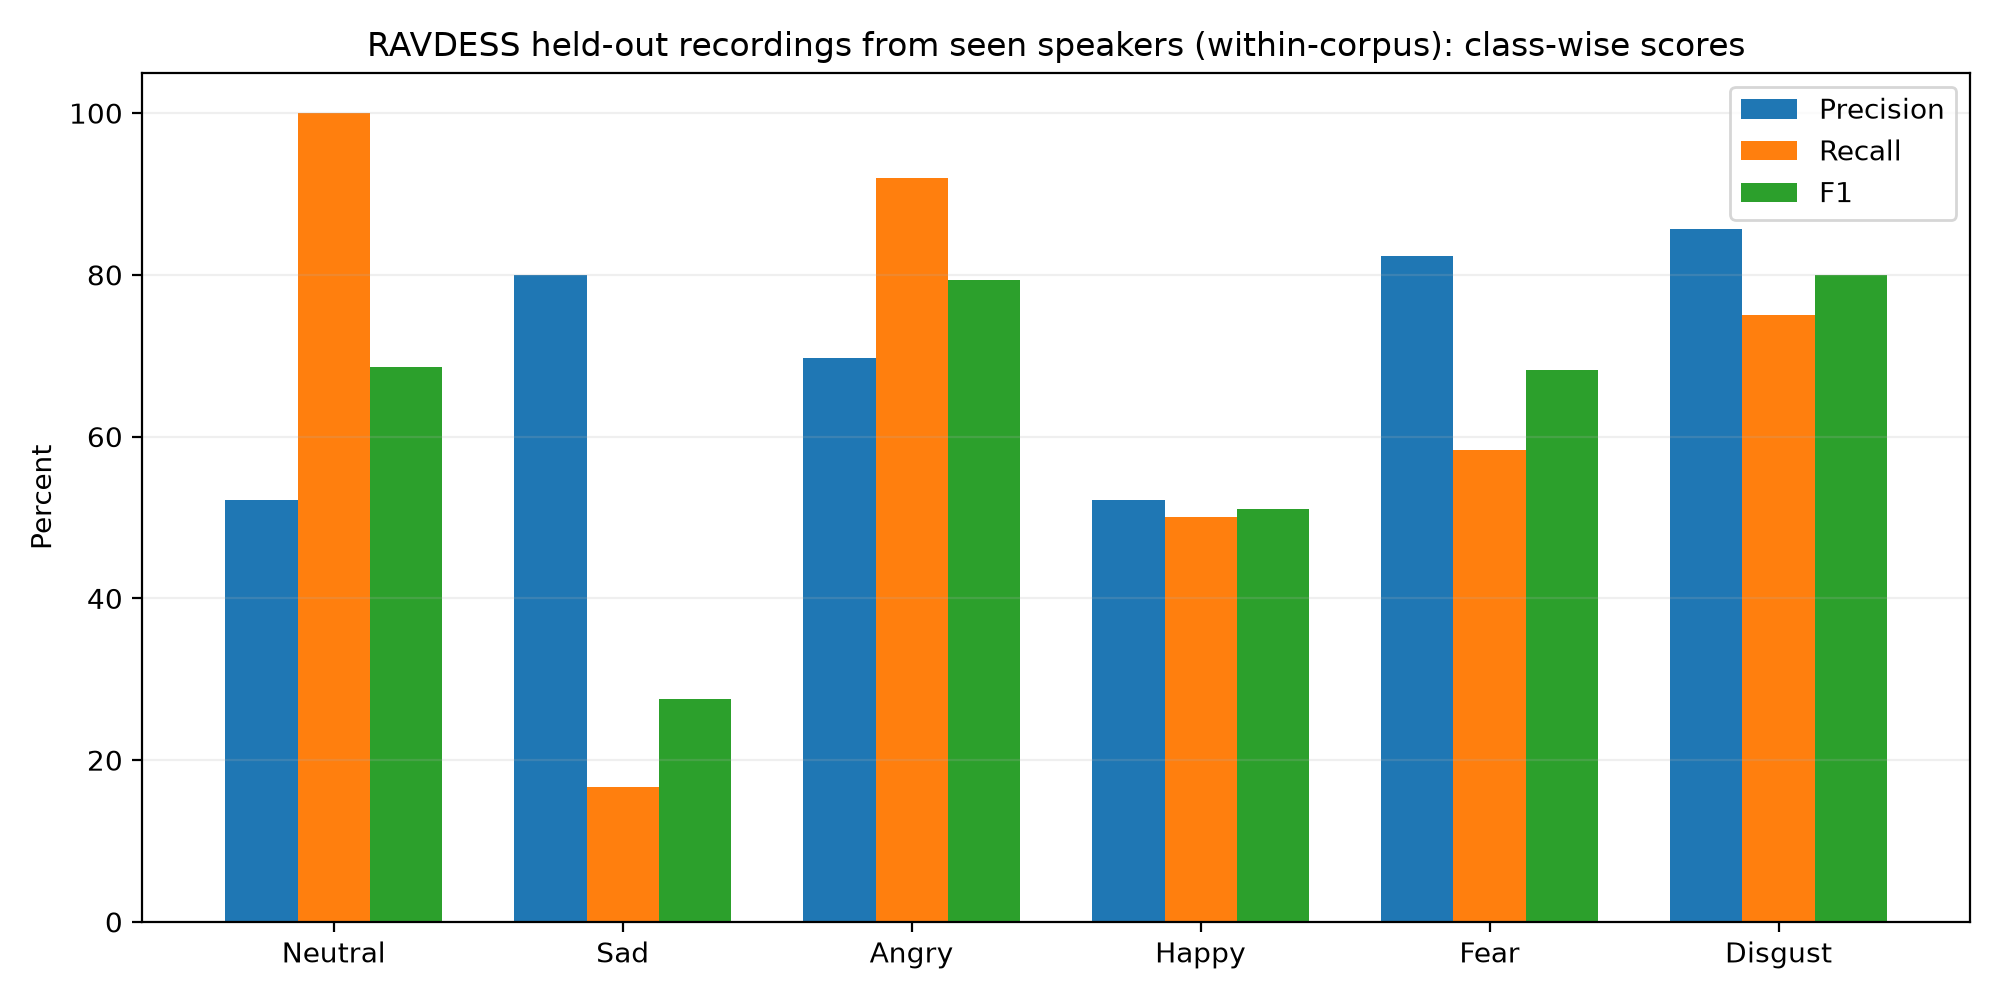 RAVDESS held-out recordings from seen speakers (within-corpus): class-wise scores
Precision
Recall
F1
Percent
100
80
60
40
20
0
Neutral
Sad
Angry
Happy
Fear
Disgust